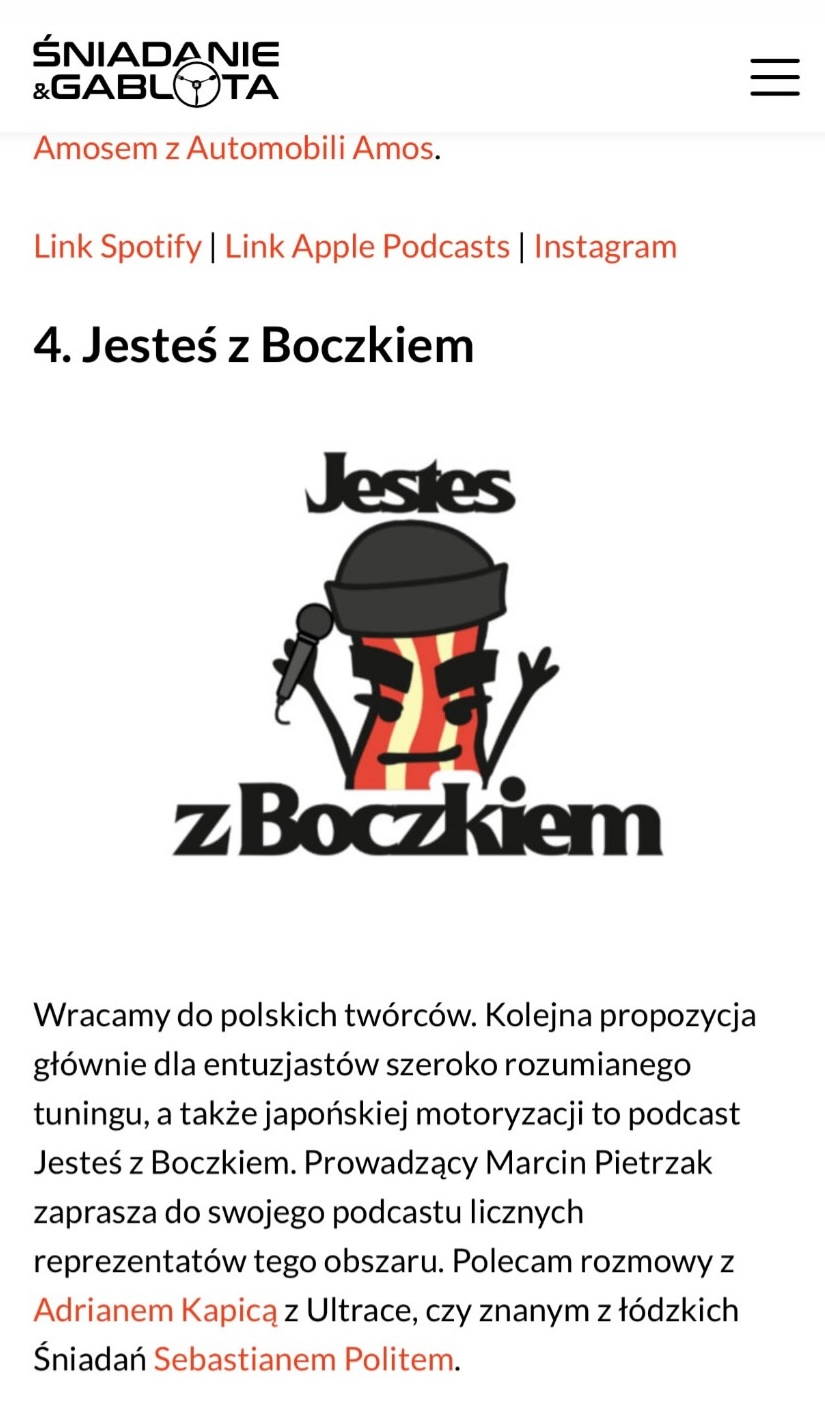 ŚNIADANIE
&GABLOTA
Amosem z Automobili Amos.
Link Spotify | Link Apple Podcasts | Instagram
4. Jesteś z Boczkiem
Jestes
z Boczkiem
Wracamy do polskich twórców. Kolejna propozycja
głównie dla entuzjastów szeroko rozumianego
tuningu, a także japońskiej motoryzacji to podcast
Jesteś z Boczkiem. Prowadzący Marcin Pietrzak
zaprasza do swojego podcastu licznych
reprezentatów tego obszaru. Polecam rozmowy z
Adrianem Kapicą z Ultrace, czy znanym z łódzkich
Śniadań Sebastianem Politem.